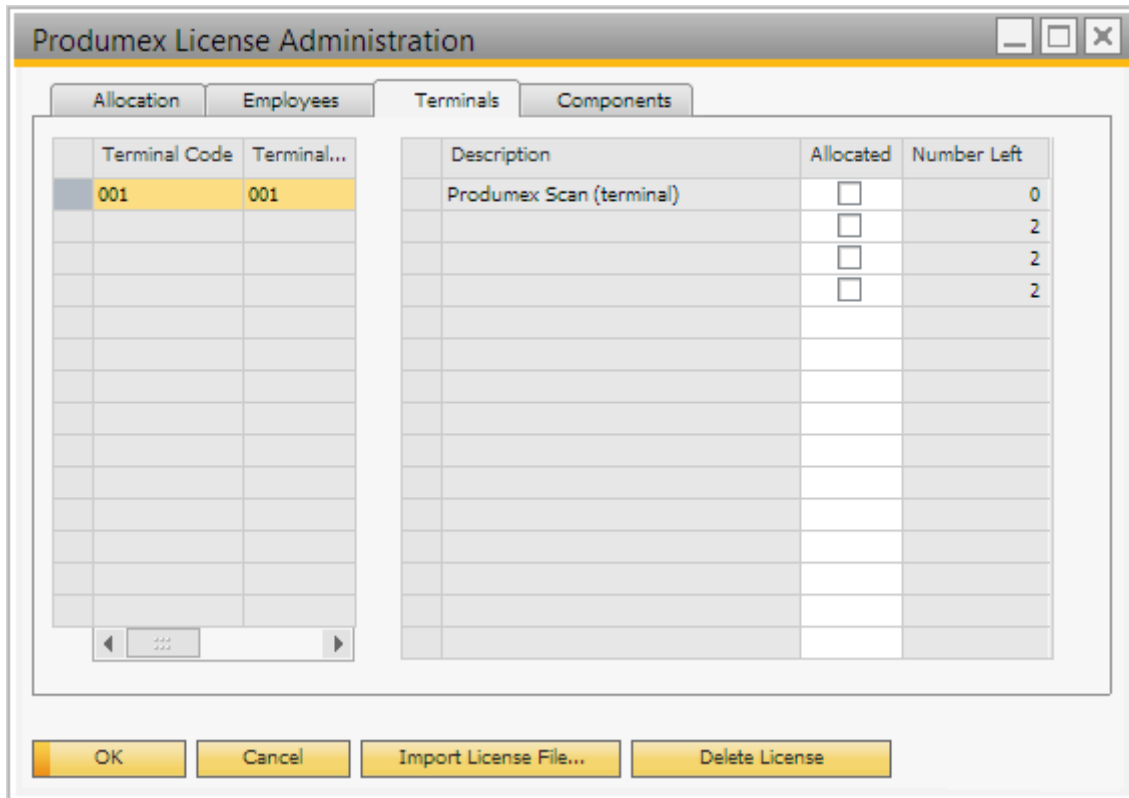 Produmex License Administration
Allocation Employees Terminals Components
Terminal Code Terminal... Description Allocated Number Left
001 001 Produmex Scan (terminal) 0
2
2
2
OK Cancel Import License File... Delete License